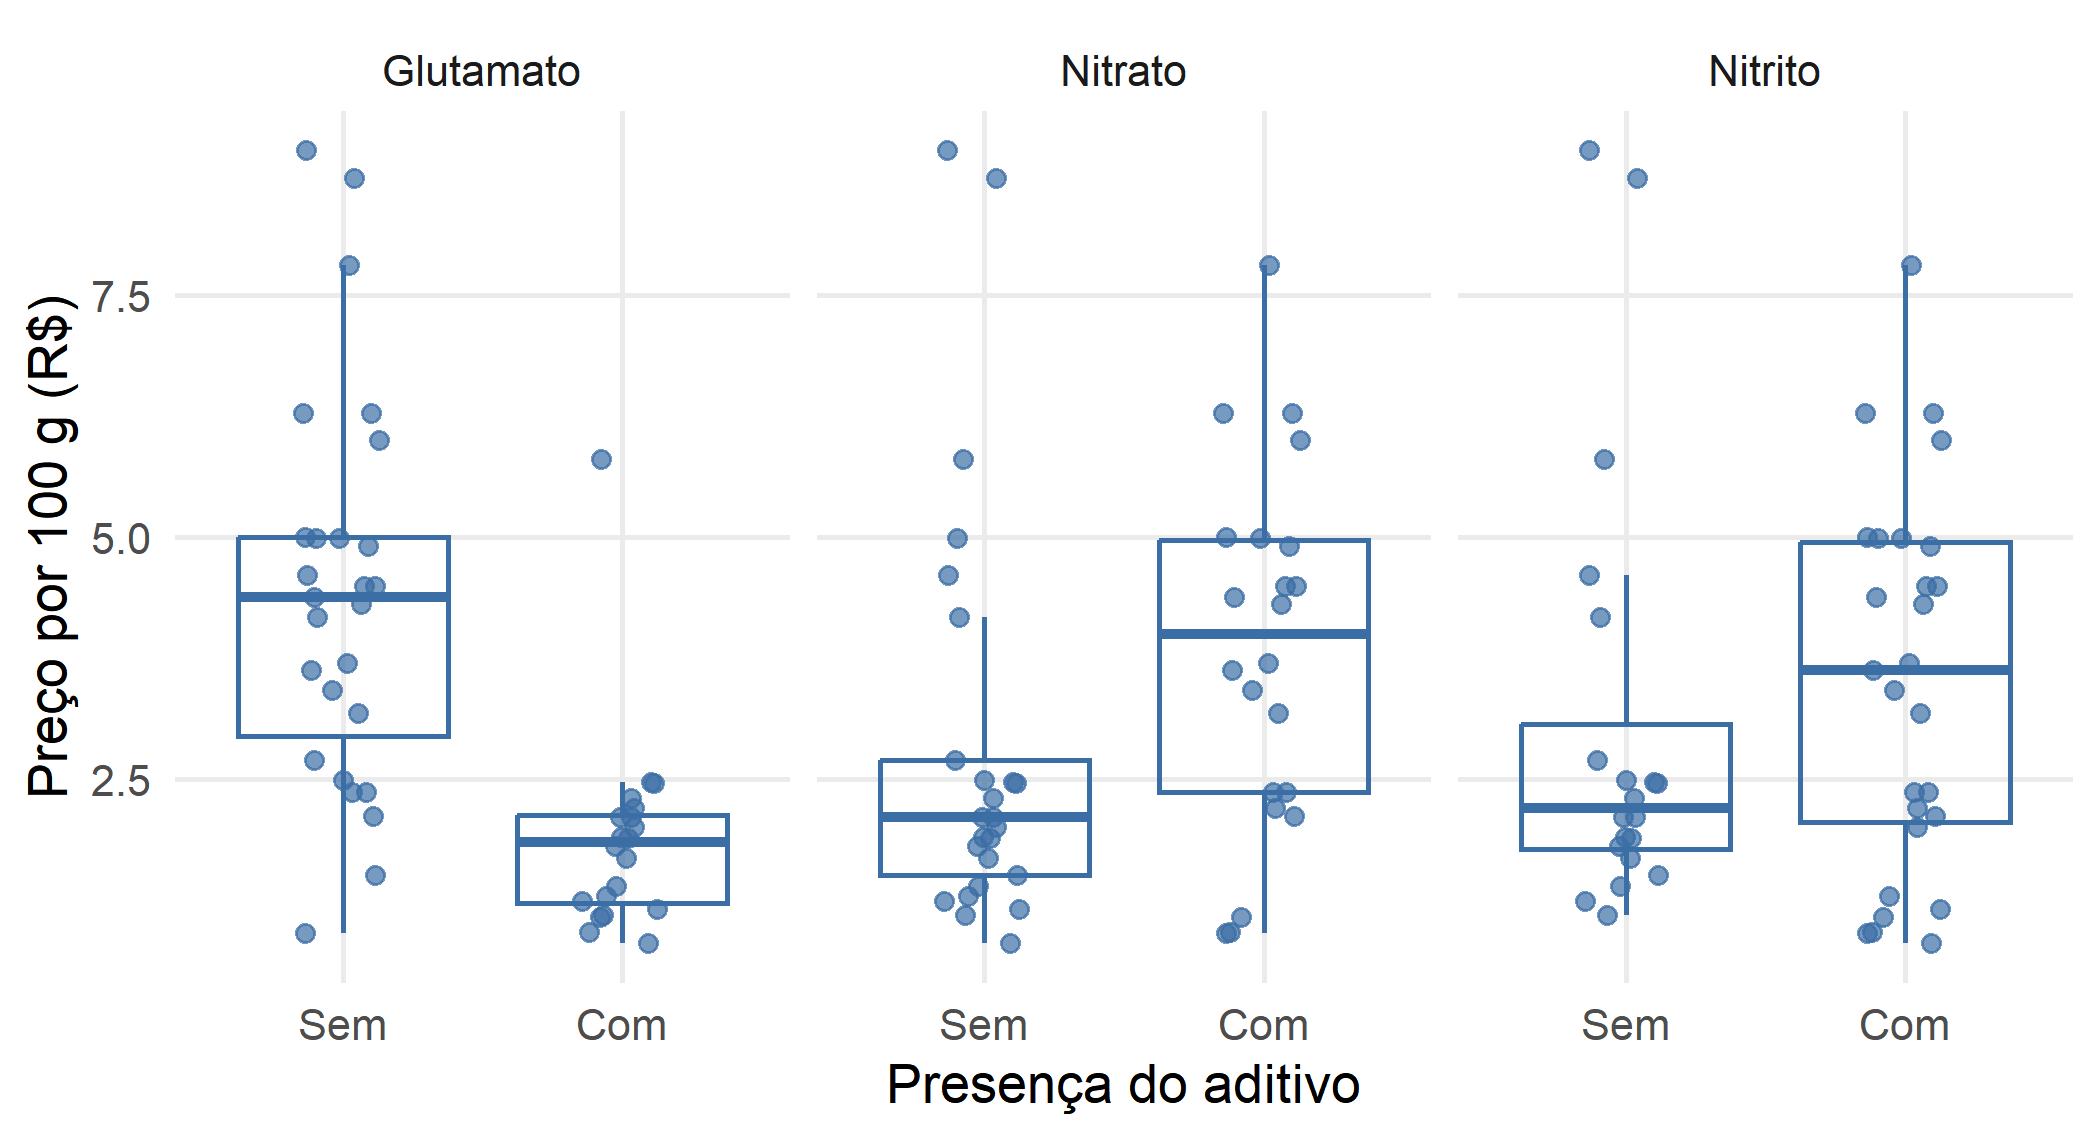 Glutamato Nitrato Nitrito
Preço por 100 g (R$)
7.5
5.0
2.5
Sem Com Sem Com Sem Com
Presença do aditivo